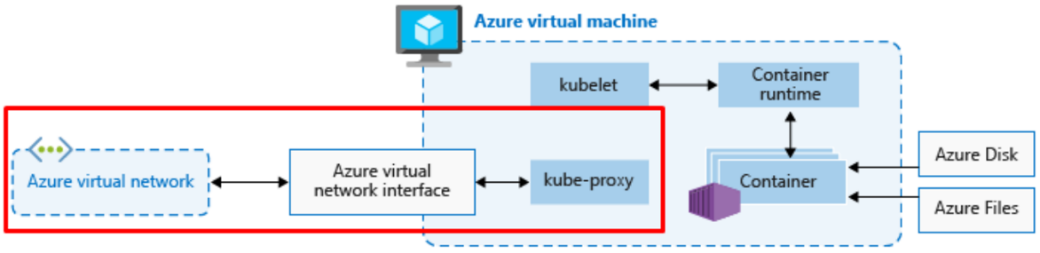 Azure virtual machine
kubelet
Container
runtime
Azure virtual network
Azure virtual
network interface
kube-proxy
Container
Azure Disk
Azure Files